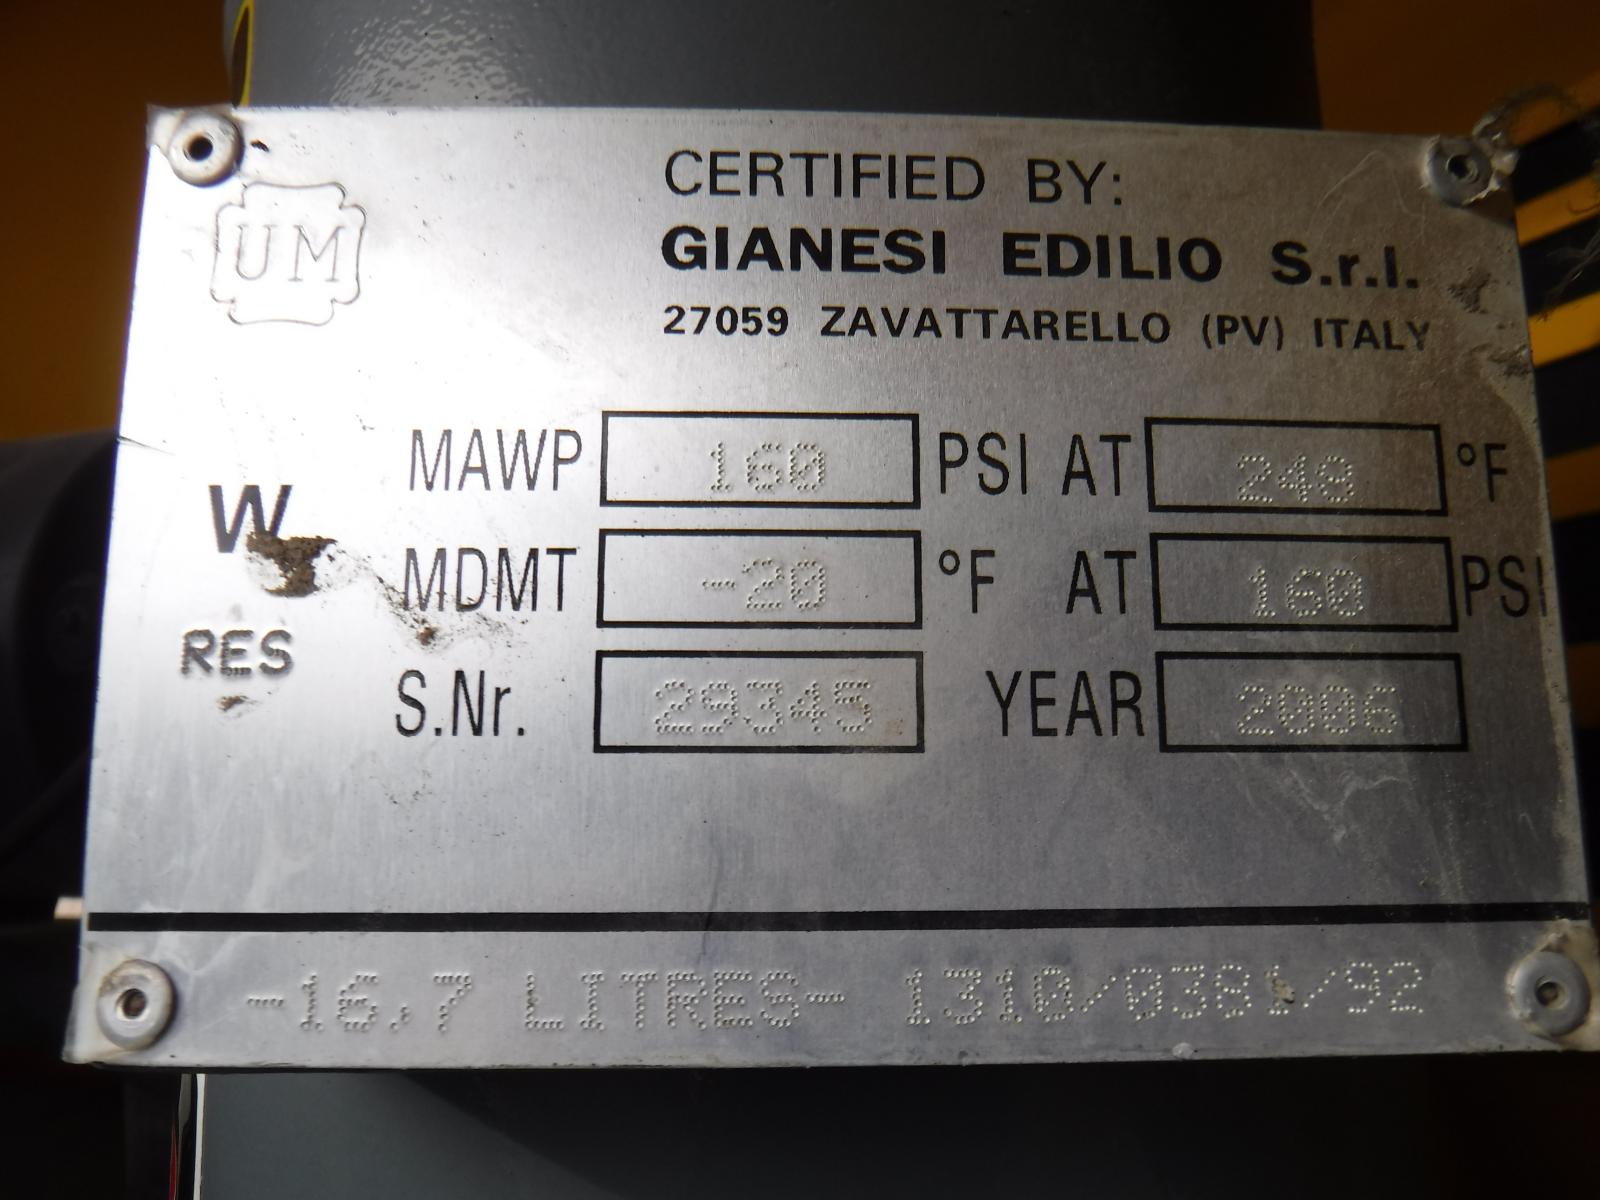 UM
CERTIFIED BY:
GIANESI EDILIO S.r.l.
27059 ZAVATTARELLO (PV) ITALY
W
RES
MAWP 160 PSI AT 248 °F
MDMT -20 °F AT 160 PSI
S.Nr. 29345 YEAR 2006
-16.7 LITRES- 1310/0381/92